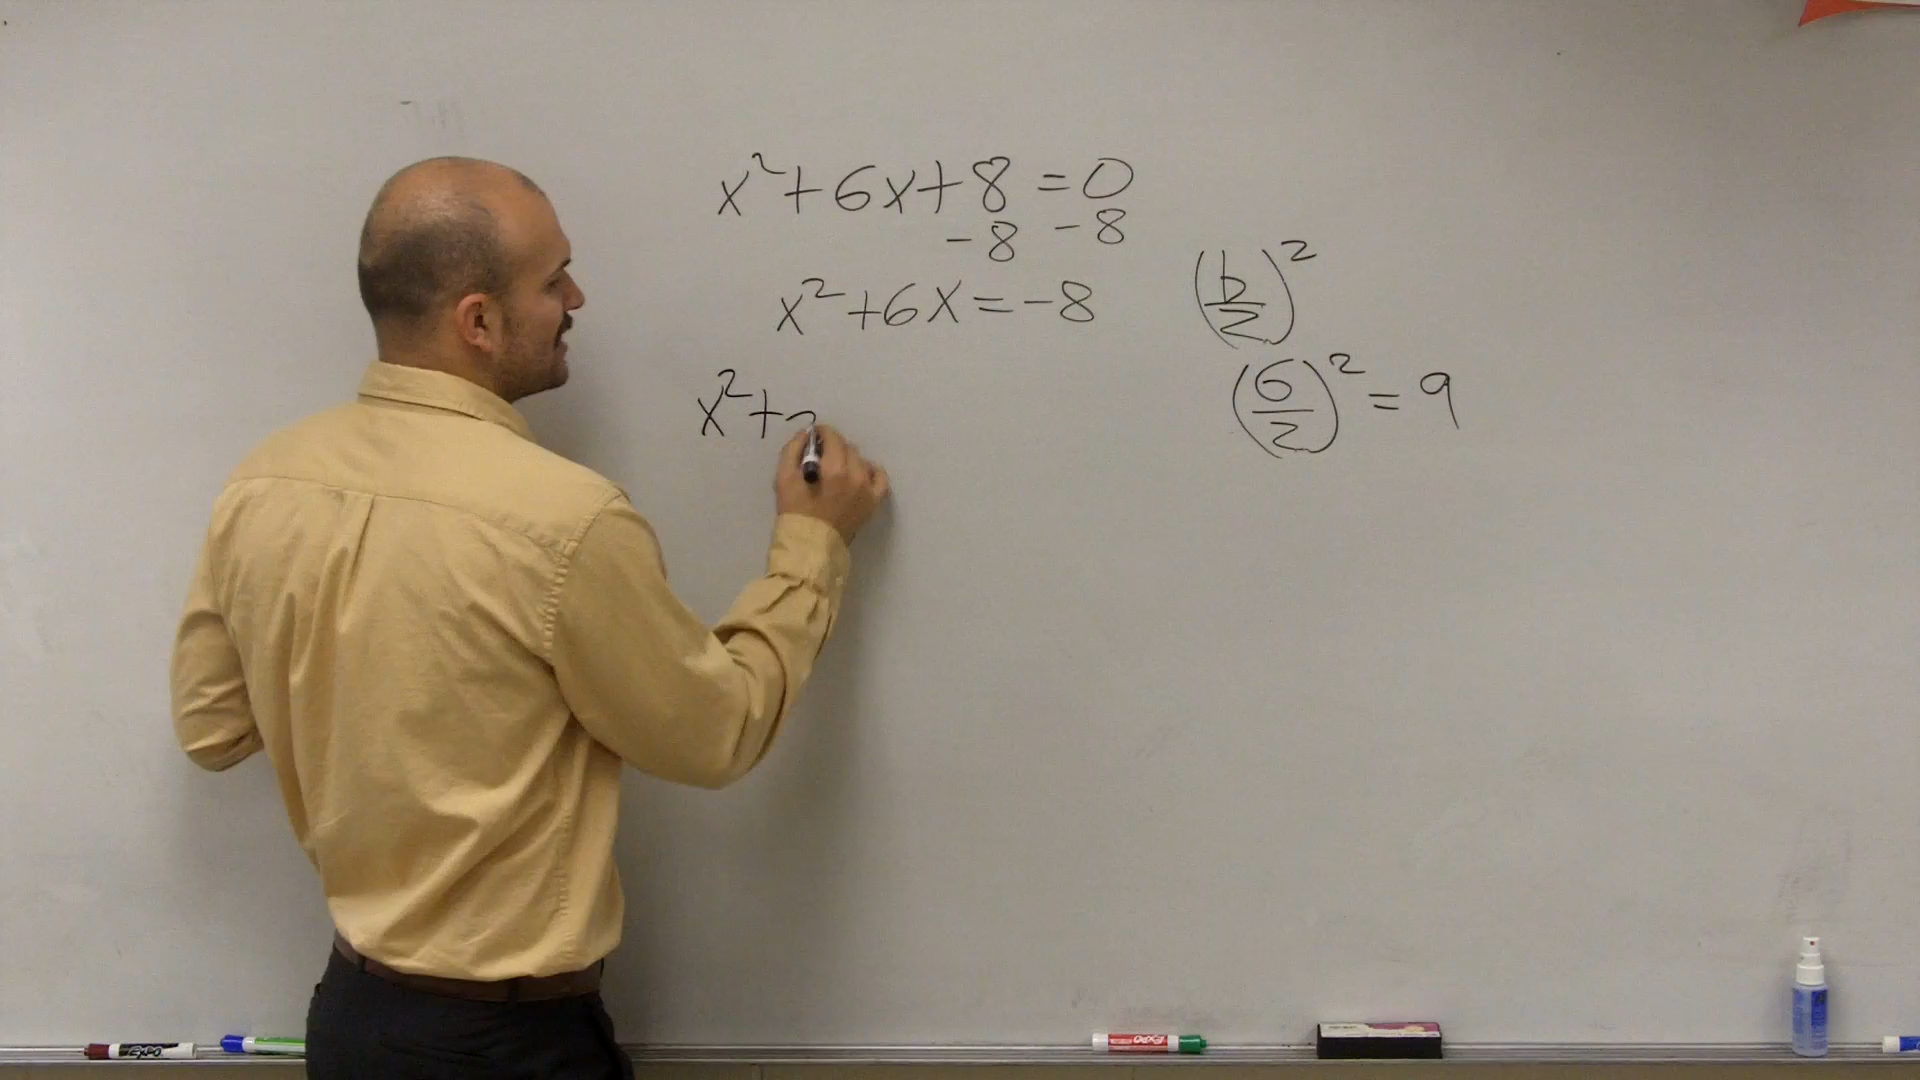 x²+6x+8=0
-8 -8
x²+6x=-8
(b/2)²
(6/2)²=9
x²+
EXPO
EXPO